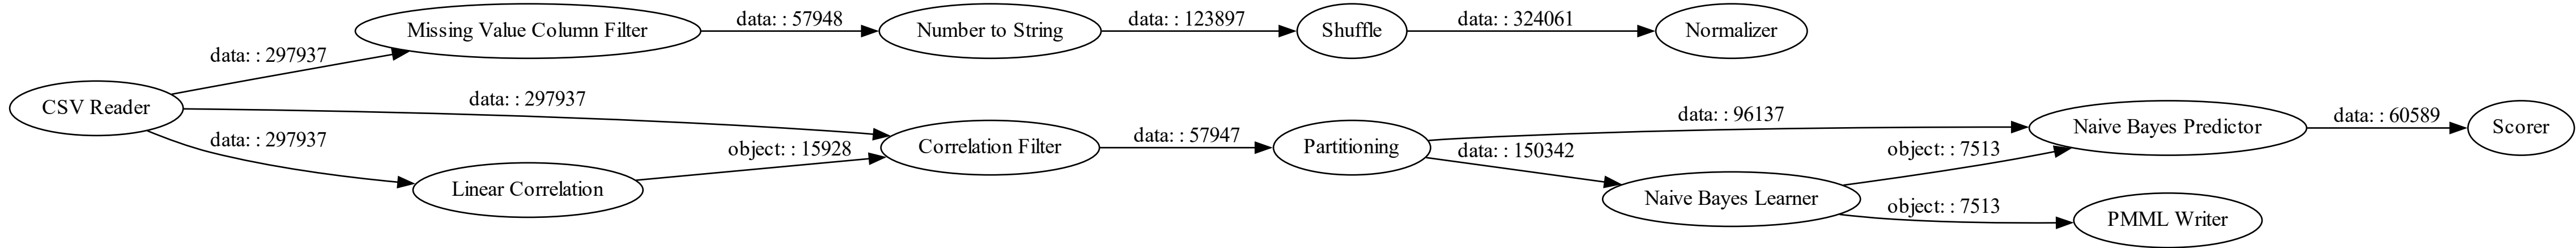 data: : 57948
data: : 123897
data: : 324061
Missing Value Column Filter
Number to String
Shuffle
Normalizer
data: : 297937
CSV Reader
data: : 297937
data: : 297937
data: : 96137
data: : 60589
Naive Bayes Predictor
Scorer
data: : 57947
Correlation Filter
Partitioning
object: : 15928
data: : 150342
object: : 7513
Linear Correlation
Naive Bayes Learner
object: : 7513
PMML Writer